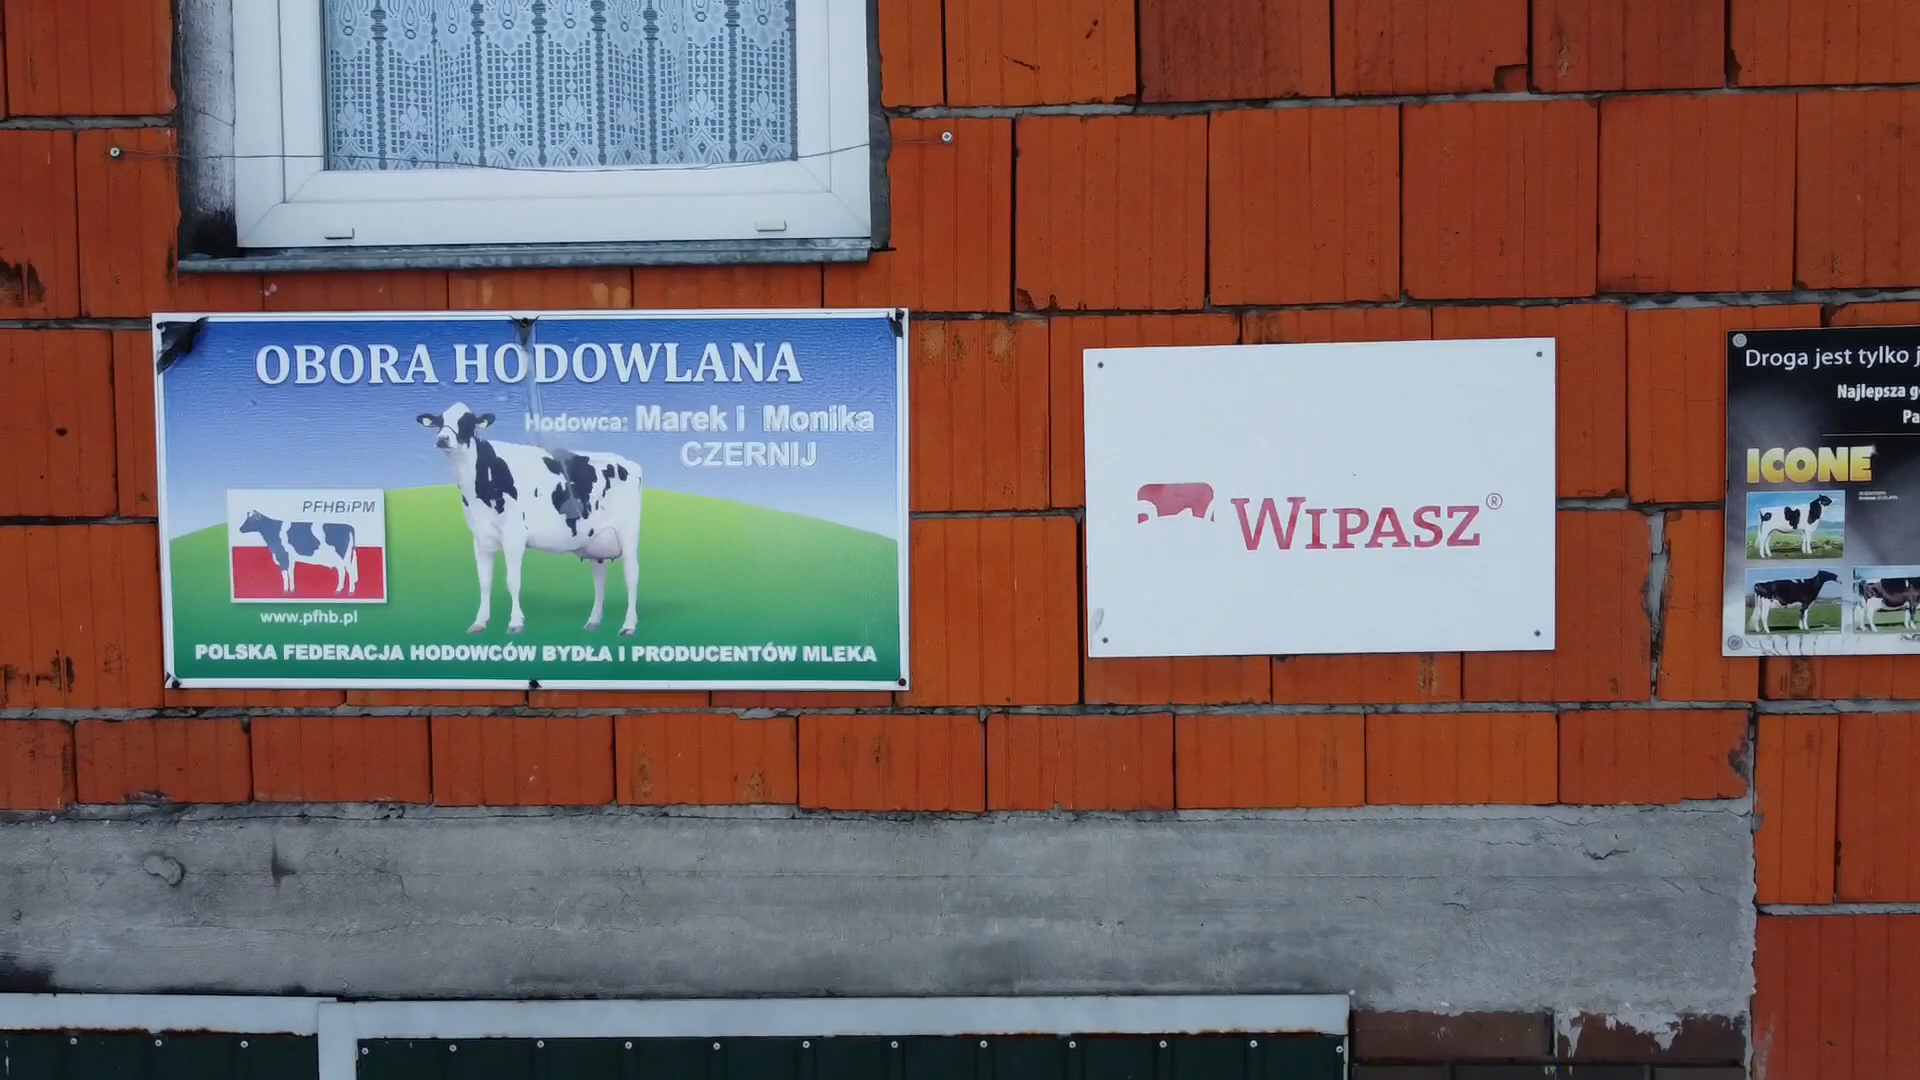 OBORA HODOWLANA
Hodowca: Marek i Monika
CZERNIJ
PFHBiPM
www.pfhb.pl
POLSKA FEDERACJA HODOWCÓW BYDŁA I PRODUCENTÓW MLEKA
WIPASZ®
Droga jest tylko
Najlepsza
ICONE